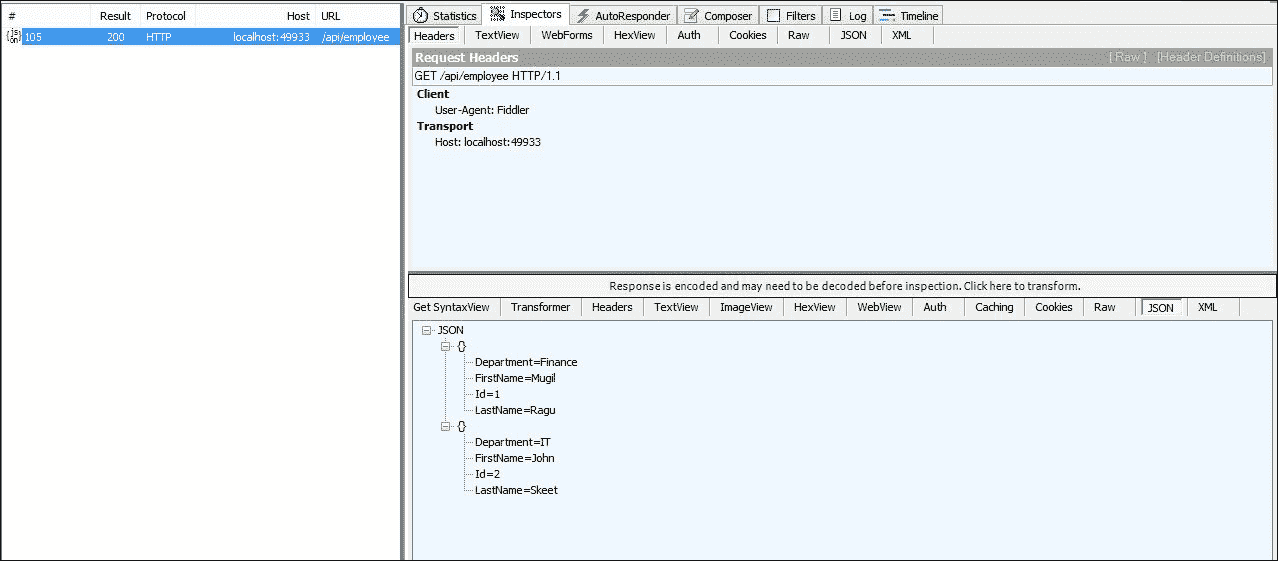 # Result Protocol Host URL
105 200 HTTP localhost:49933 /api/employee
Statistics Inspectors AutoResponder Composer Filters Log Timeline
Headers TextView WebForms HexView Auth Cookies Raw JSON XML
Request Headers [ Raw ] [Header Definitions]
GET /api/employee HTTP/1.1
Client
User-Agent: Fiddler
Transport
Host: localhost:49933
Response is encoded and may need to be decoded before inspection. Click here to transform.
Get SyntaxView Transformer Headers TextView ImageView HexView WebView Auth Caching Cookies Raw JSON XML
JSON
{}
Department=Finance
FirstName=Mugil
Id=1
LastName=Ragu
{}
Department=IT
FirstName=John
Id=2
LastName=Skeet